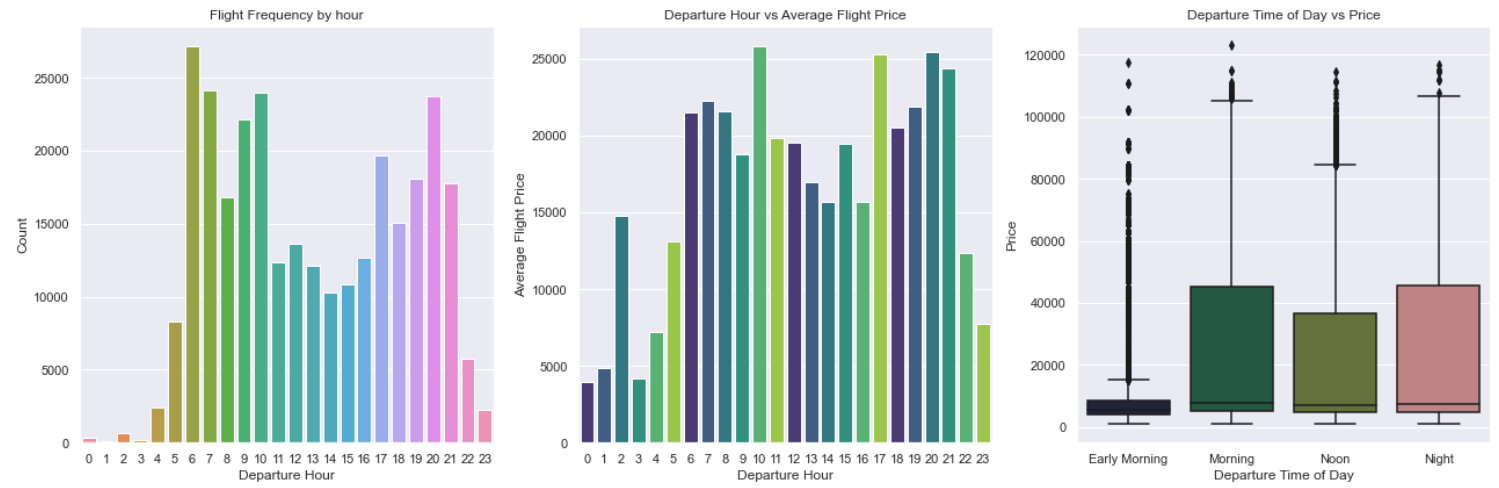 Flight Frequency by hour
Count
25000
20000
15000
10000
5000
0
0 1 2 3 4 5 6 7 8 9 10 11 12 13 14 15 16 17 18 19 20 21 22 23
Departure Hour
Departure Hour vs Average Flight Price
Average Flight Price
25000
20000
15000
10000
5000
0
0 1 2 3 4 5 6 7 8 9 10 11 12 13 14 15 16 17 18 19 20 21 22 23
Departure Hour
Departure Time of Day vs Price
Price
120000
100000
80000
60000
40000
20000
0
Early Morning Morning Noon Night
Departure Time of Day